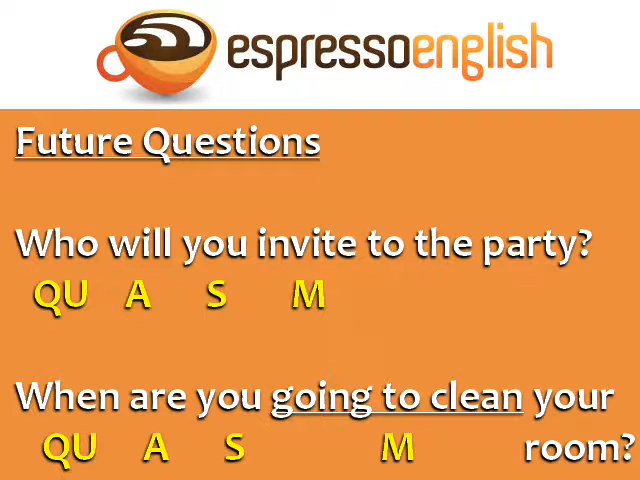 espressoenglish
Future Questions
Who will you invite to the party?
QU A S M
When are you going to clean your
QU A S M room?